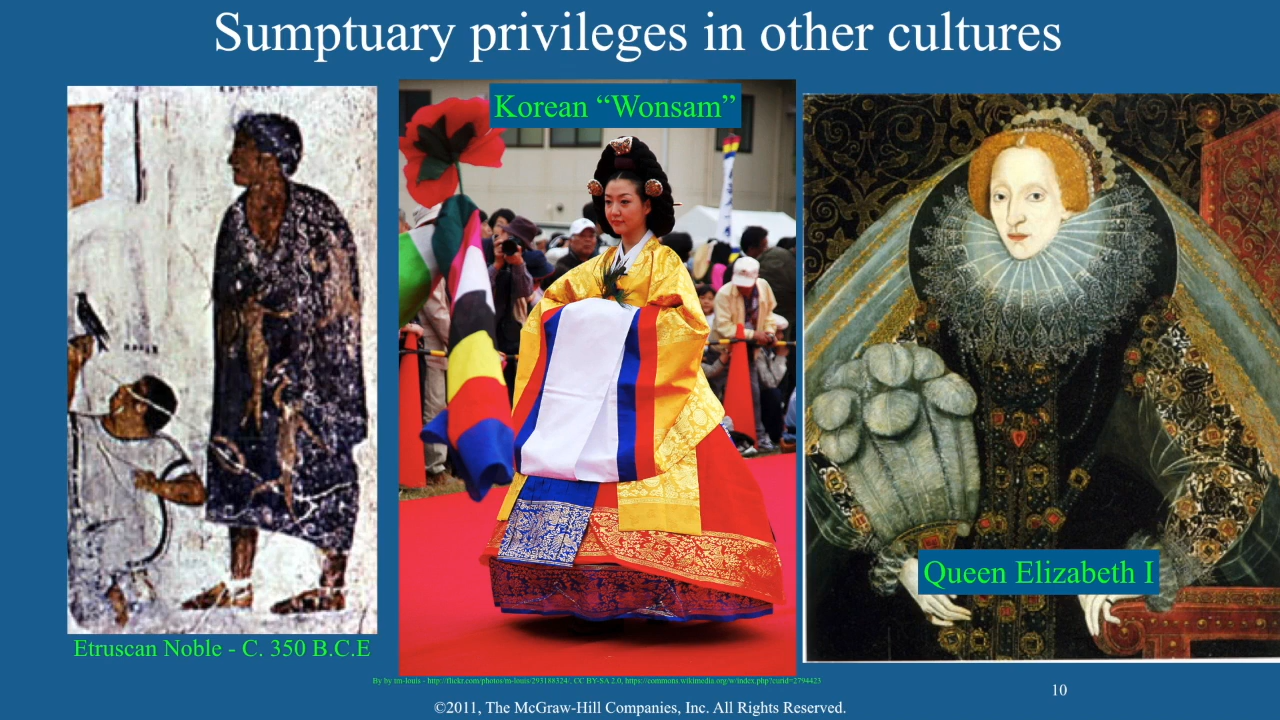 Sumptuary privileges in other cultures
Korean “Wonsam”
Queen Elizabeth I
Etruscan Noble - C. 350 B.C.E
By by tm-louis - http://flickr.com/photos/m-louis/293188324/, CC BY-SA 2.0, https://commons.wikimedia.org/w/index.php?curid=2794423
10
©2011, The McGraw-Hill Companies, Inc. All Rights Reserved.